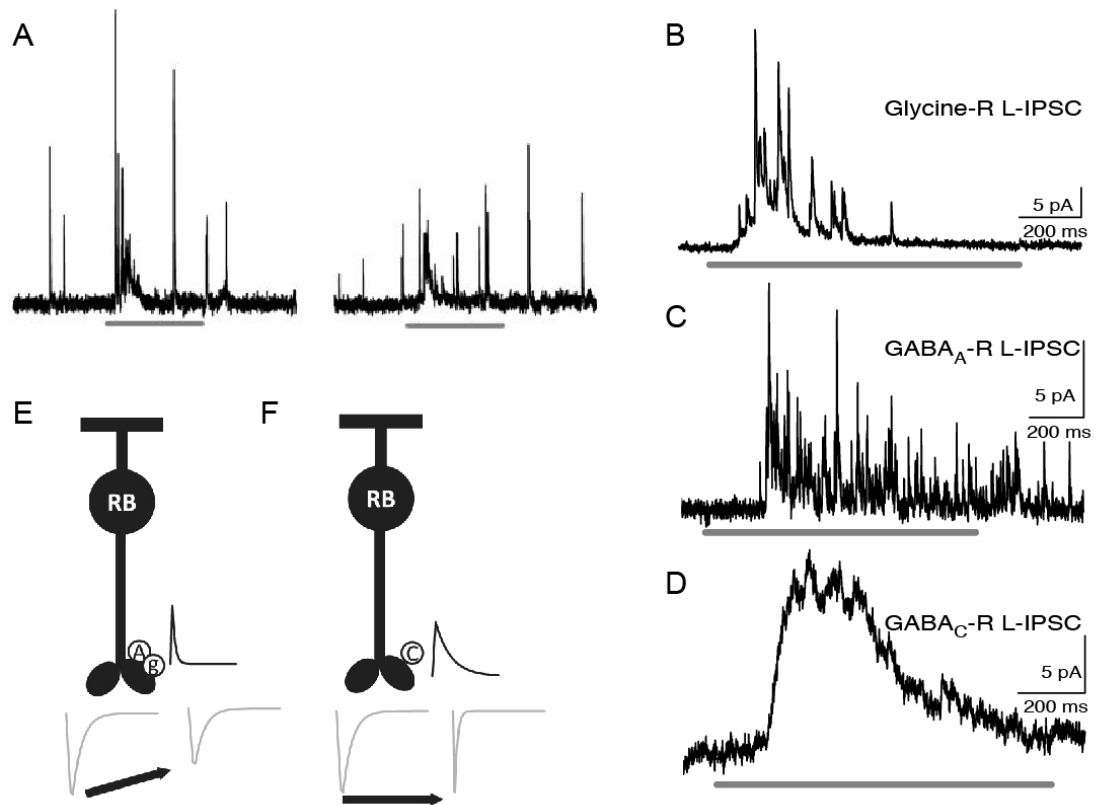 A
B
Glycine-R L-IPSC
5 pA
200 ms
C
GABAA-R L-IPSC
5 pA
200 ms
E
F
RB
RB
A
g
C
D
GABAC-R L-IPSC
5 pA
200 ms